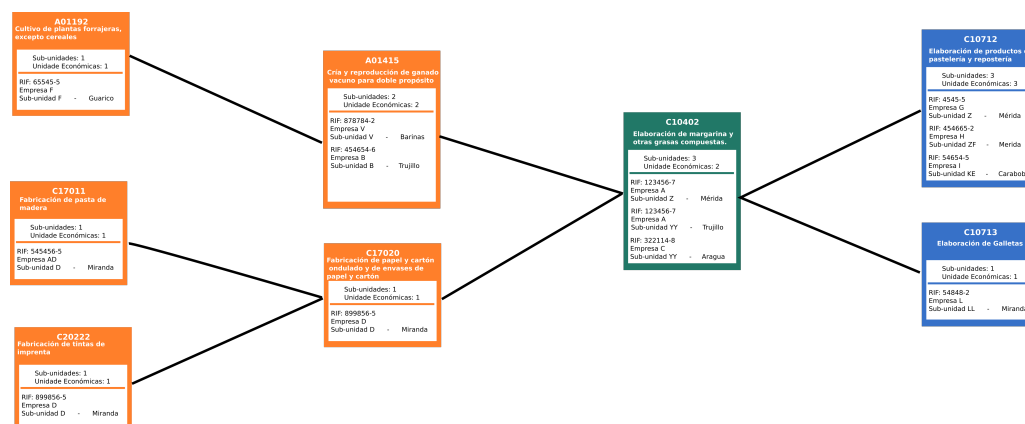 A01192
Cultivo de plantas forrajeras,
excepto cereales
Sub-unidades: 1
Unidade Económicas: 1
RIF: 65545-5
Empresa F
Sub-unidad F - Guarico
C17011
Fabricación de pasta de
madera
Sub-unidades: 1
Unidade Económicas: 1
RIF: 545456-5
Empresa AD
Sub-unidad D - Miranda
C20222
Fabricación de tintas de
imprenta
Sub-unidades: 1
Unidade Económicas: 1
RIF: 899856-5
Empresa D
Sub-unidad D - Miranda
A01415
Cría y reproducción de ganado
vacuno para doble propósito
Sub-unidades: 2
Unidade Económicas: 2
RIF: 878784-2
Empresa V
Sub-unidad V - Barinas
RIF: 454654-6
Empresa B
Sub-unidad B - Trujillo
C17020
Fabricación de papel y cartón
ondulado y de envases de
papel y cartón
Sub-unidades: 1
Unidade Económicas: 1
RIF: 899856-5
Empresa D
Sub-unidad D - Miranda
C10402
Elaboración de margarina y
otras grasas compuestas.
Sub-unidades: 3
Unidade Económicas: 2
RIF: 123456-7
Empresa A
Sub-unidad Z - Mérida
RIF: 123456-7
Empresa A
Sub-unidad YY - Trujillo
RIF: 322114-8
Empresa C
Sub-unidad YY - Aragua
C10712
Elaboración de productos
pastelería y repostería
Sub-unidades: 3
Unidade Económicas: 3
RIF: 4545-5
Empresa G
Sub-unidad Z - Mérida
RIF: 454665-2
Empresa H
Sub-unidad ZF - Merida
RIF: 54654-5
Empresa I
Sub-unidad KE - Carabob
C10713
Elaboración de Galletas
Sub-unidades: 1
Unidade Económicas: 1
RIF: 54848-2
Empresa L
Sub-unidad LL - Miranda